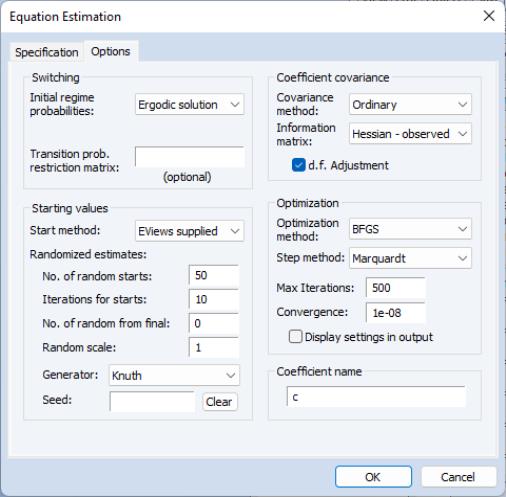 Equation Estimation
Specification
Options
Switching
Initial regime
probabilities:
Ergodic solution
Transition prob.
restriction matrix:
(optional)
Starting values
Start method:
EViews supplied
Randomized estimates:
No. of random starts:
50
Iterations for starts:
10
No. of random from final:
0
Random scale:
1
Generator:
Knuth
Seed:
Clear
Coefficient covariance
Covariance
method:
Ordinary
Information
matrix:
Hessian - observed
d.f. Adjustment
Optimization
Optimization
method:
BFGS
Step method:
Marquardt
Max Iterations:
500
Convergence:
1e-08
Display settings in output
Coefficient name
c
OK
Cancel